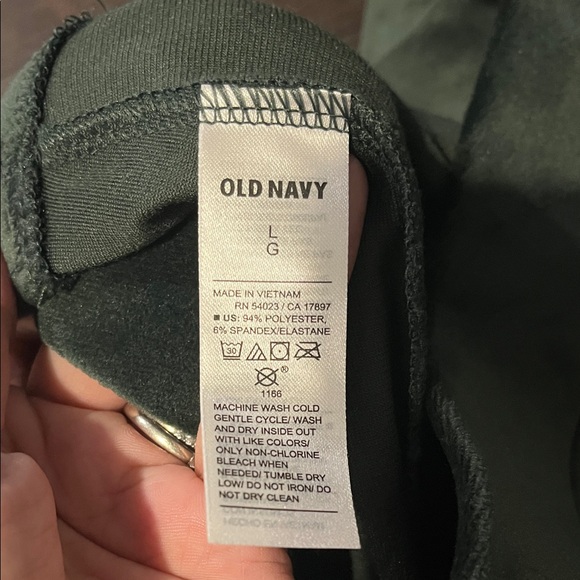 OLD NAVY
L
G
MADE IN VIETNAM
RN 54023 / CA 17897
■ US: 94% POLYESTER,
6% SPANDEX/ELASTANE
30
®
1166
MACHINE WASH COLD
GENTLE CYCLE/ WASH
AND DRY INSIDE OUT
WITH LIKE COLORS/
ONLY NON-CHLORINE
BLEACH WHEN
NEEDED/ TUMBLE DRY
LOW/ DO NOT IRON/ DO
NOT DRY CLEAN